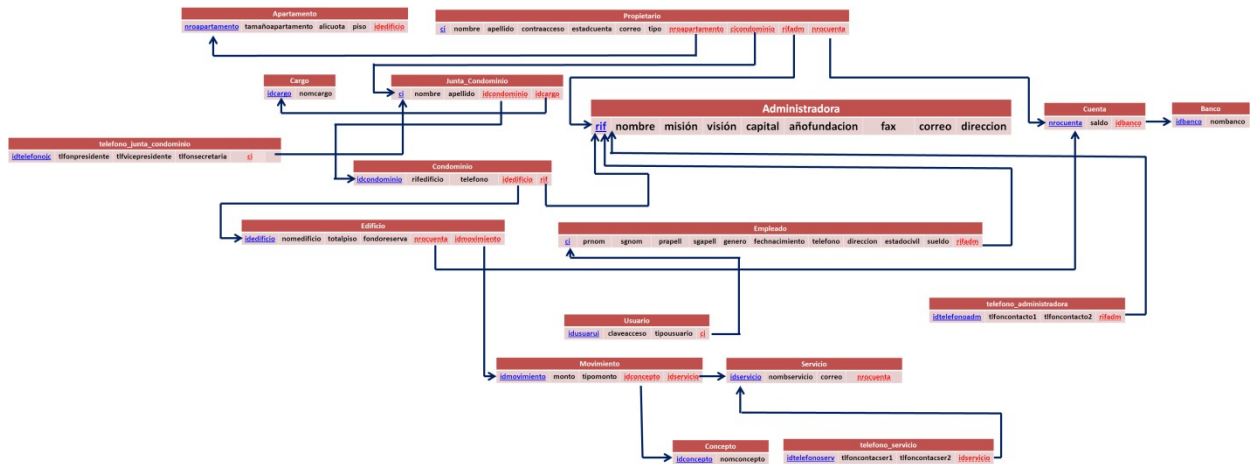 Apartamento
nroapartamento tamañoapartamento alicuota piso idedificio
Propietario
ci nombre apellido contraacceso estadcuenta correo tipo nroapartamento cicondominio rifadm nrocuenta
Cargo
idcargo nomcargo
Junta_Condominio
ci nombre apellido idcondominio idcargo
Administradora
rif nombre misión visión capital añofundacion fax correo direccion
Cuenta
nrocuenta saldo idbanco
Banco
idbanco nombanco
telefono_junta_condominio
idtelefonojc tlfonpresidente tlfvicepresidente tlfonsecretaria ci
Condominio
idcondominio rifedificio telefono idedificio rif
Edificio
idedificio nomedificio totalpiso fondoreserva nrocuenta idmovimiento
Empleado
ci prnom sgnom prapell sgapell genero fechnacimiento telefono direccion estadocivil sueldo rifadm
telefono_administradora
idtelefonoadm tlfoncontacto1 tlfoncontacto2 rifadm
Usuario
idusuarui claveacceso tipousuario ci
Movimiento
idmovimiento monto tipomonto idconcepto idservicio
Servicio
idservicio nombservicio correo nrocuenta
Concepto
idconcepto nomconcepto
telefono_servicio
idtelefonoserv tlfoncontacser1 tlfoncontacser2 idservicio